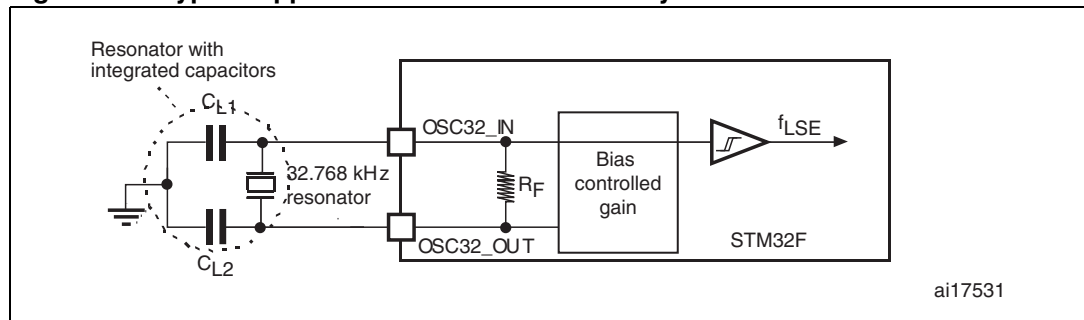 Resonator with
integrated capacitors
CL1
OSC32_IN
fLSE
32.768 kHz
resonator
RF
Bias
controlled
gain
OSC32_OUT
STM32F
CL2
ai17531